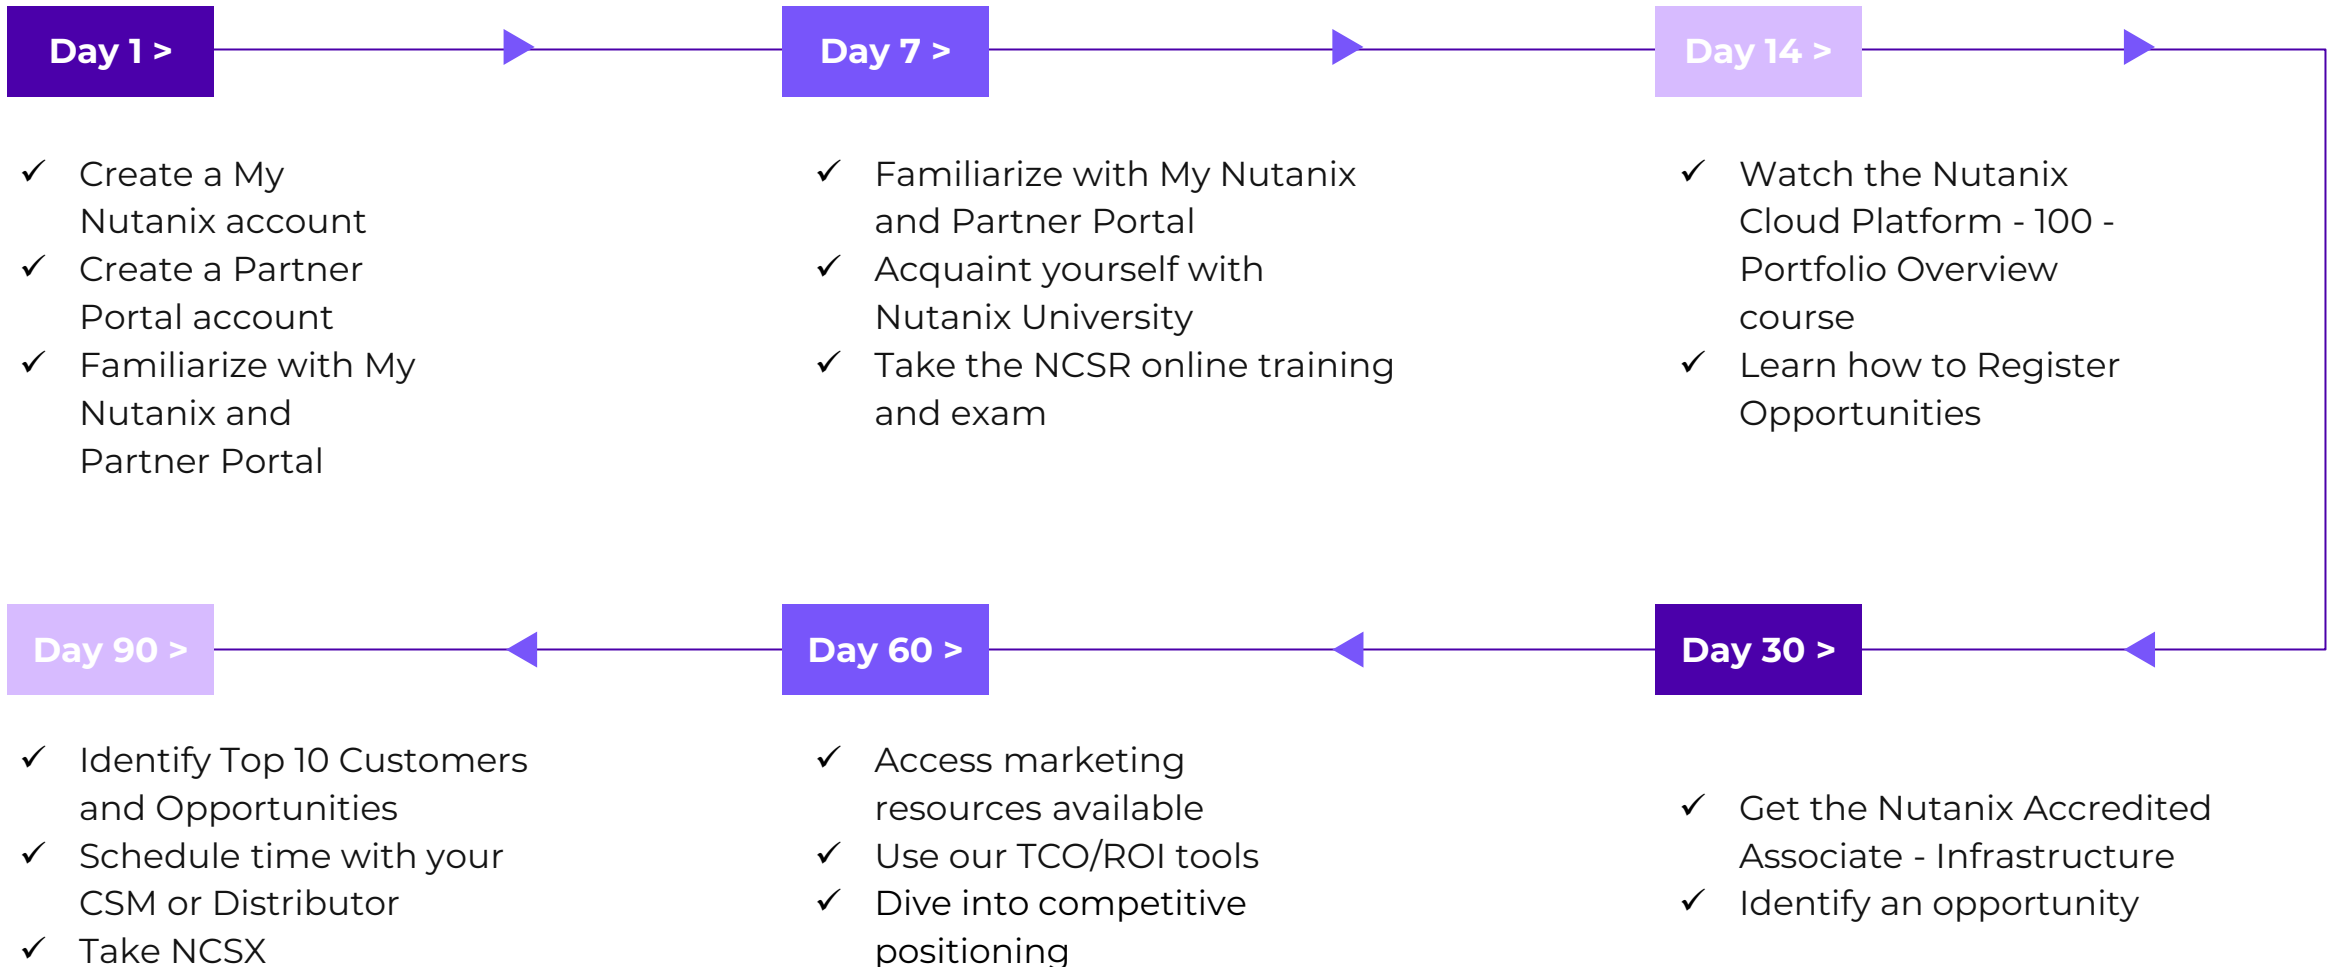 Day 1 >
Create a My
Nutanix account
Create a Partner
Portal account
Familiarize with My
Nutanix and
Partner Portal
Day 7 >
Familiarize with My Nutanix
and Partner Portal
Acquaint yourself with
Nutanix University
Take the NCSR online training
and exam
Day 14 >
Watch the Nutanix
Cloud Platform - 100 -
Portfolio Overview
course
Learn how to Register
Opportunities
Day 30 >
Get the Nutanix Accredited
Associate - Infrastructure
Identify an opportunity
Day 60 >
Access marketing
resources available
Use our TCO/ROI tools
Dive into competitive
positioning
Day 90 >
Identify Top 10 Customers
and Opportunities
Schedule time with your
CSM or Distributor
Take NCSX